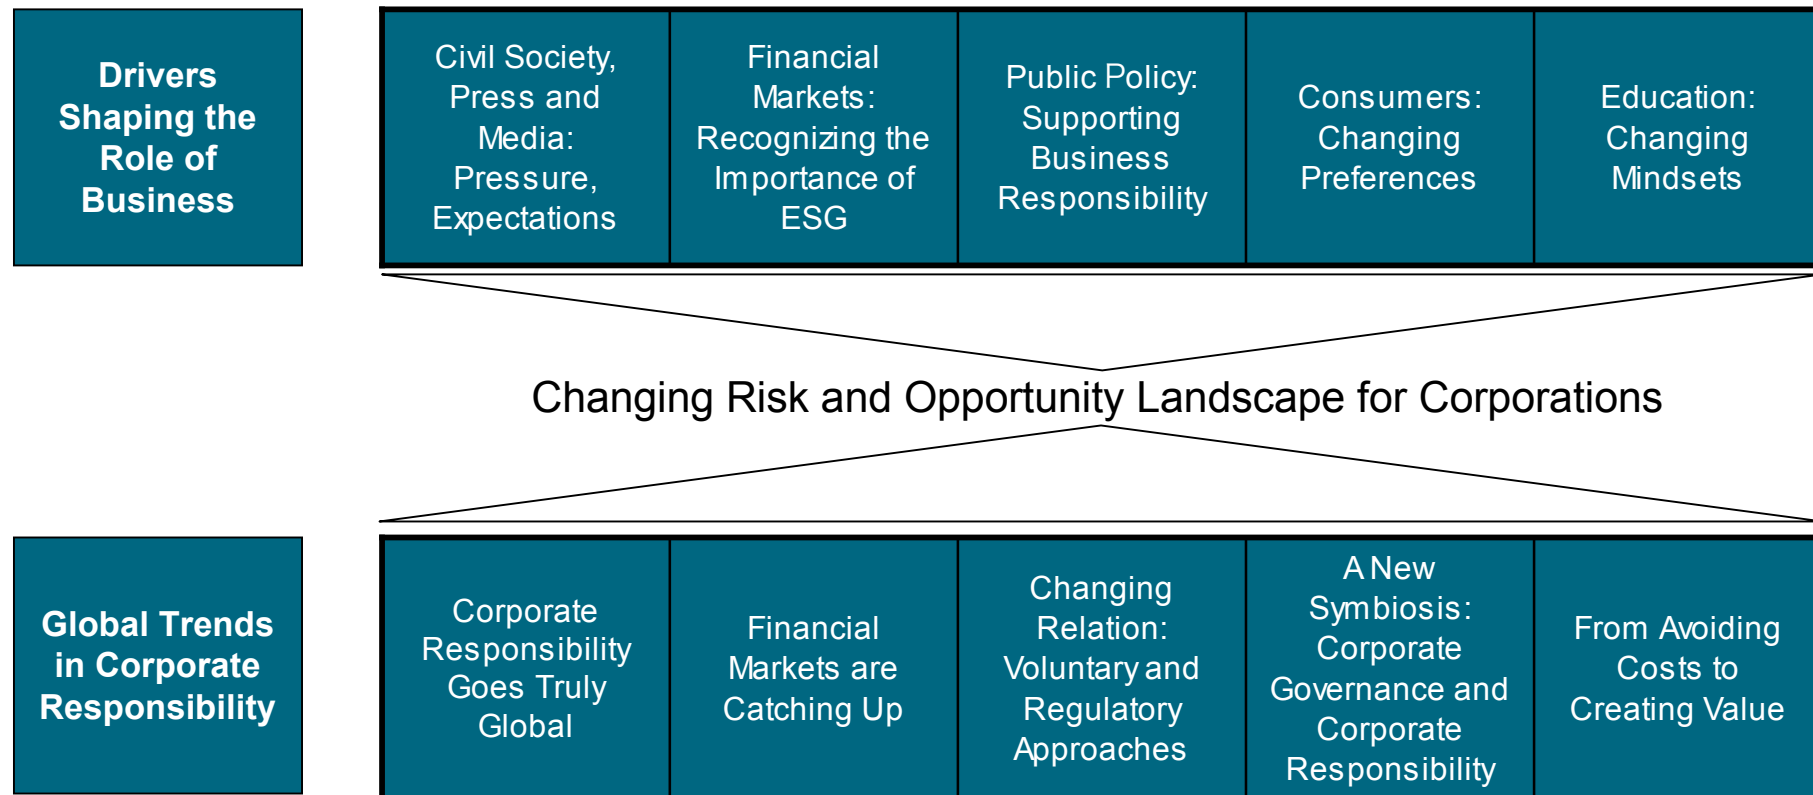 Drivers
Shaping the
Role of
Business
Civil Society,
Press and
Media:
Pressure,
Expectations
Financial
Markets:
Recognizing the
Importance of
ESG
Public Policy:
Supporting
Business
Responsibility
Consumers:
Changing
Preferences
Education:
Changing
Mindsets
Changing Risk and Opportunity Landscape for Corporations
Global Trends
in Corporate
Responsibility
Corporate
Responsibility
Goes Truly
Global
Financial
Markets are
Catching Up
Changing
Relation:
Voluntary and
Regulatory
Approaches
A New
Symbiosis:
Corporate
Governance and
Corporate
Responsibility
From Avoiding
Costs to
Creating Value